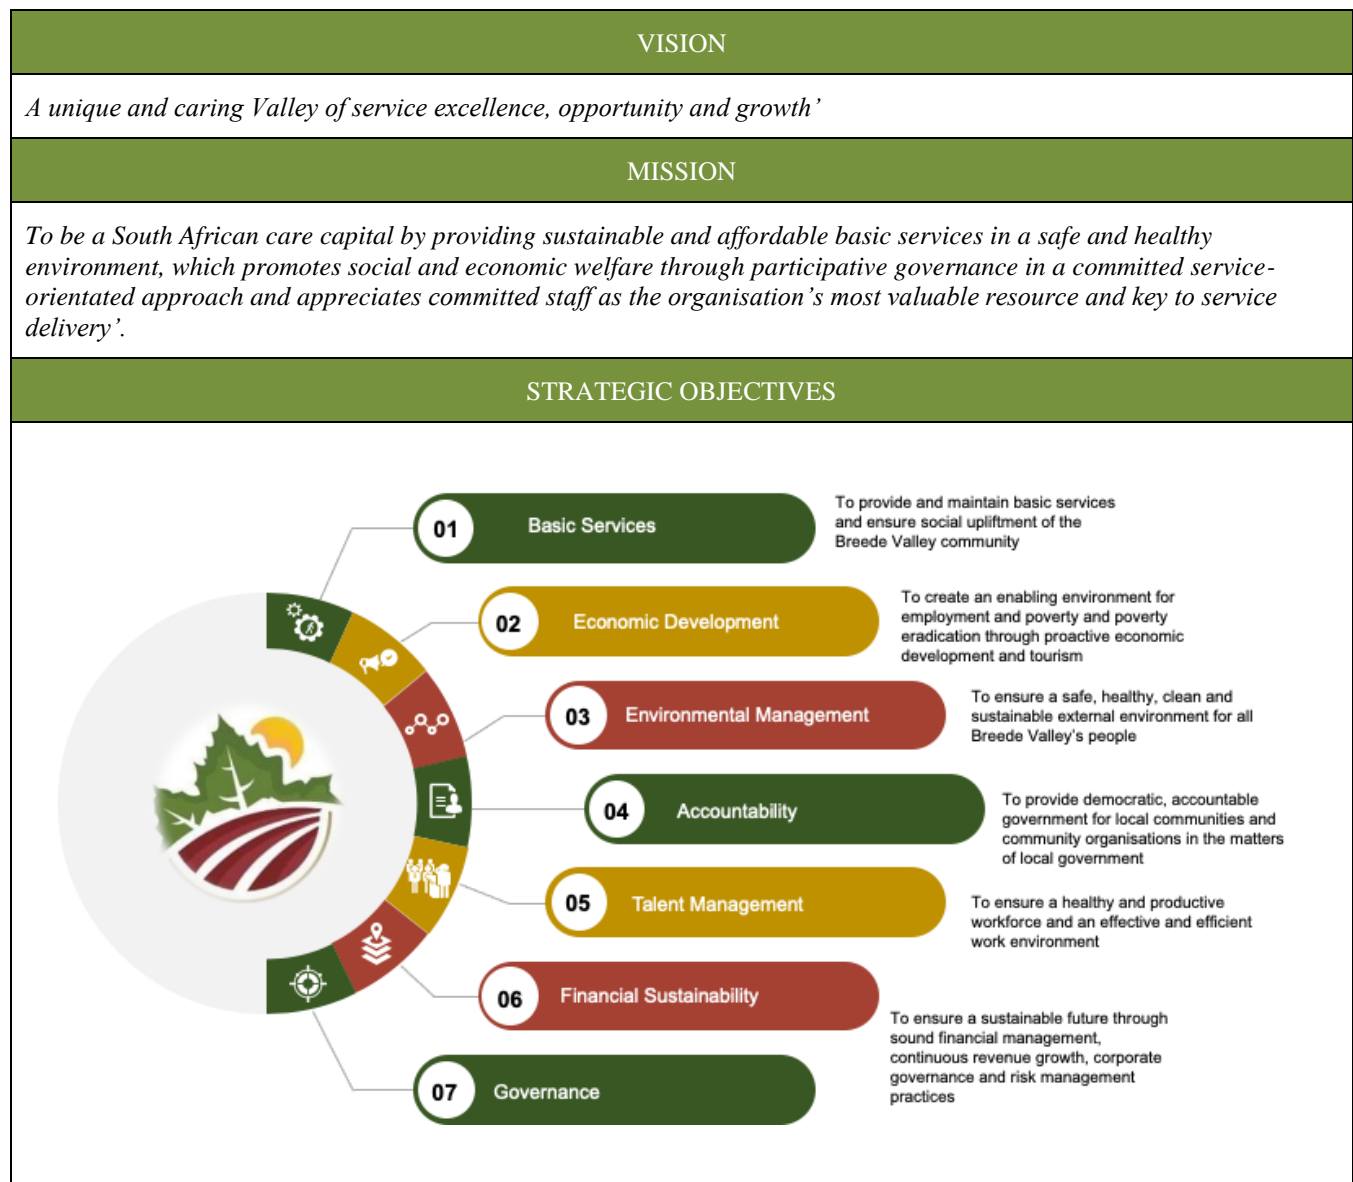 VISION
A unique and caring Valley of service excellence, opportunity and growth’
MISSION
To be a South African care capital by providing sustainable and affordable basic services in a safe and healthy
environment, which promotes social and economic welfare through participative governance in a committed service-
orientated approach and appreciates committed staff as the organisation’s most valuable resource and key to service
delivery’.
STRATEGIC OBJECTIVES
01
Basic Services
To provide and maintain basic services
and ensure social upliftment of the
Breede Valley community
02
Economic Development
To create an enabling environment for
employment and poverty and poverty
eradication through proactive economic
development and tourism
03
Environmental Management
To ensure a safe, healthy, clean and
sustainable external environment for all
Breede Valley's people
04
Accountability
To provide democratic, accountable
government for local communities and
community organisations in the matters
of local government
05
Talent Management
To ensure a healthy and productive
workforce and an effective and efficient
work environment
06
Financial Sustainability
To ensure a sustainable future through
sound financial management,
continuous revenue growth, corporate
governance and risk management
practices
07
Governance